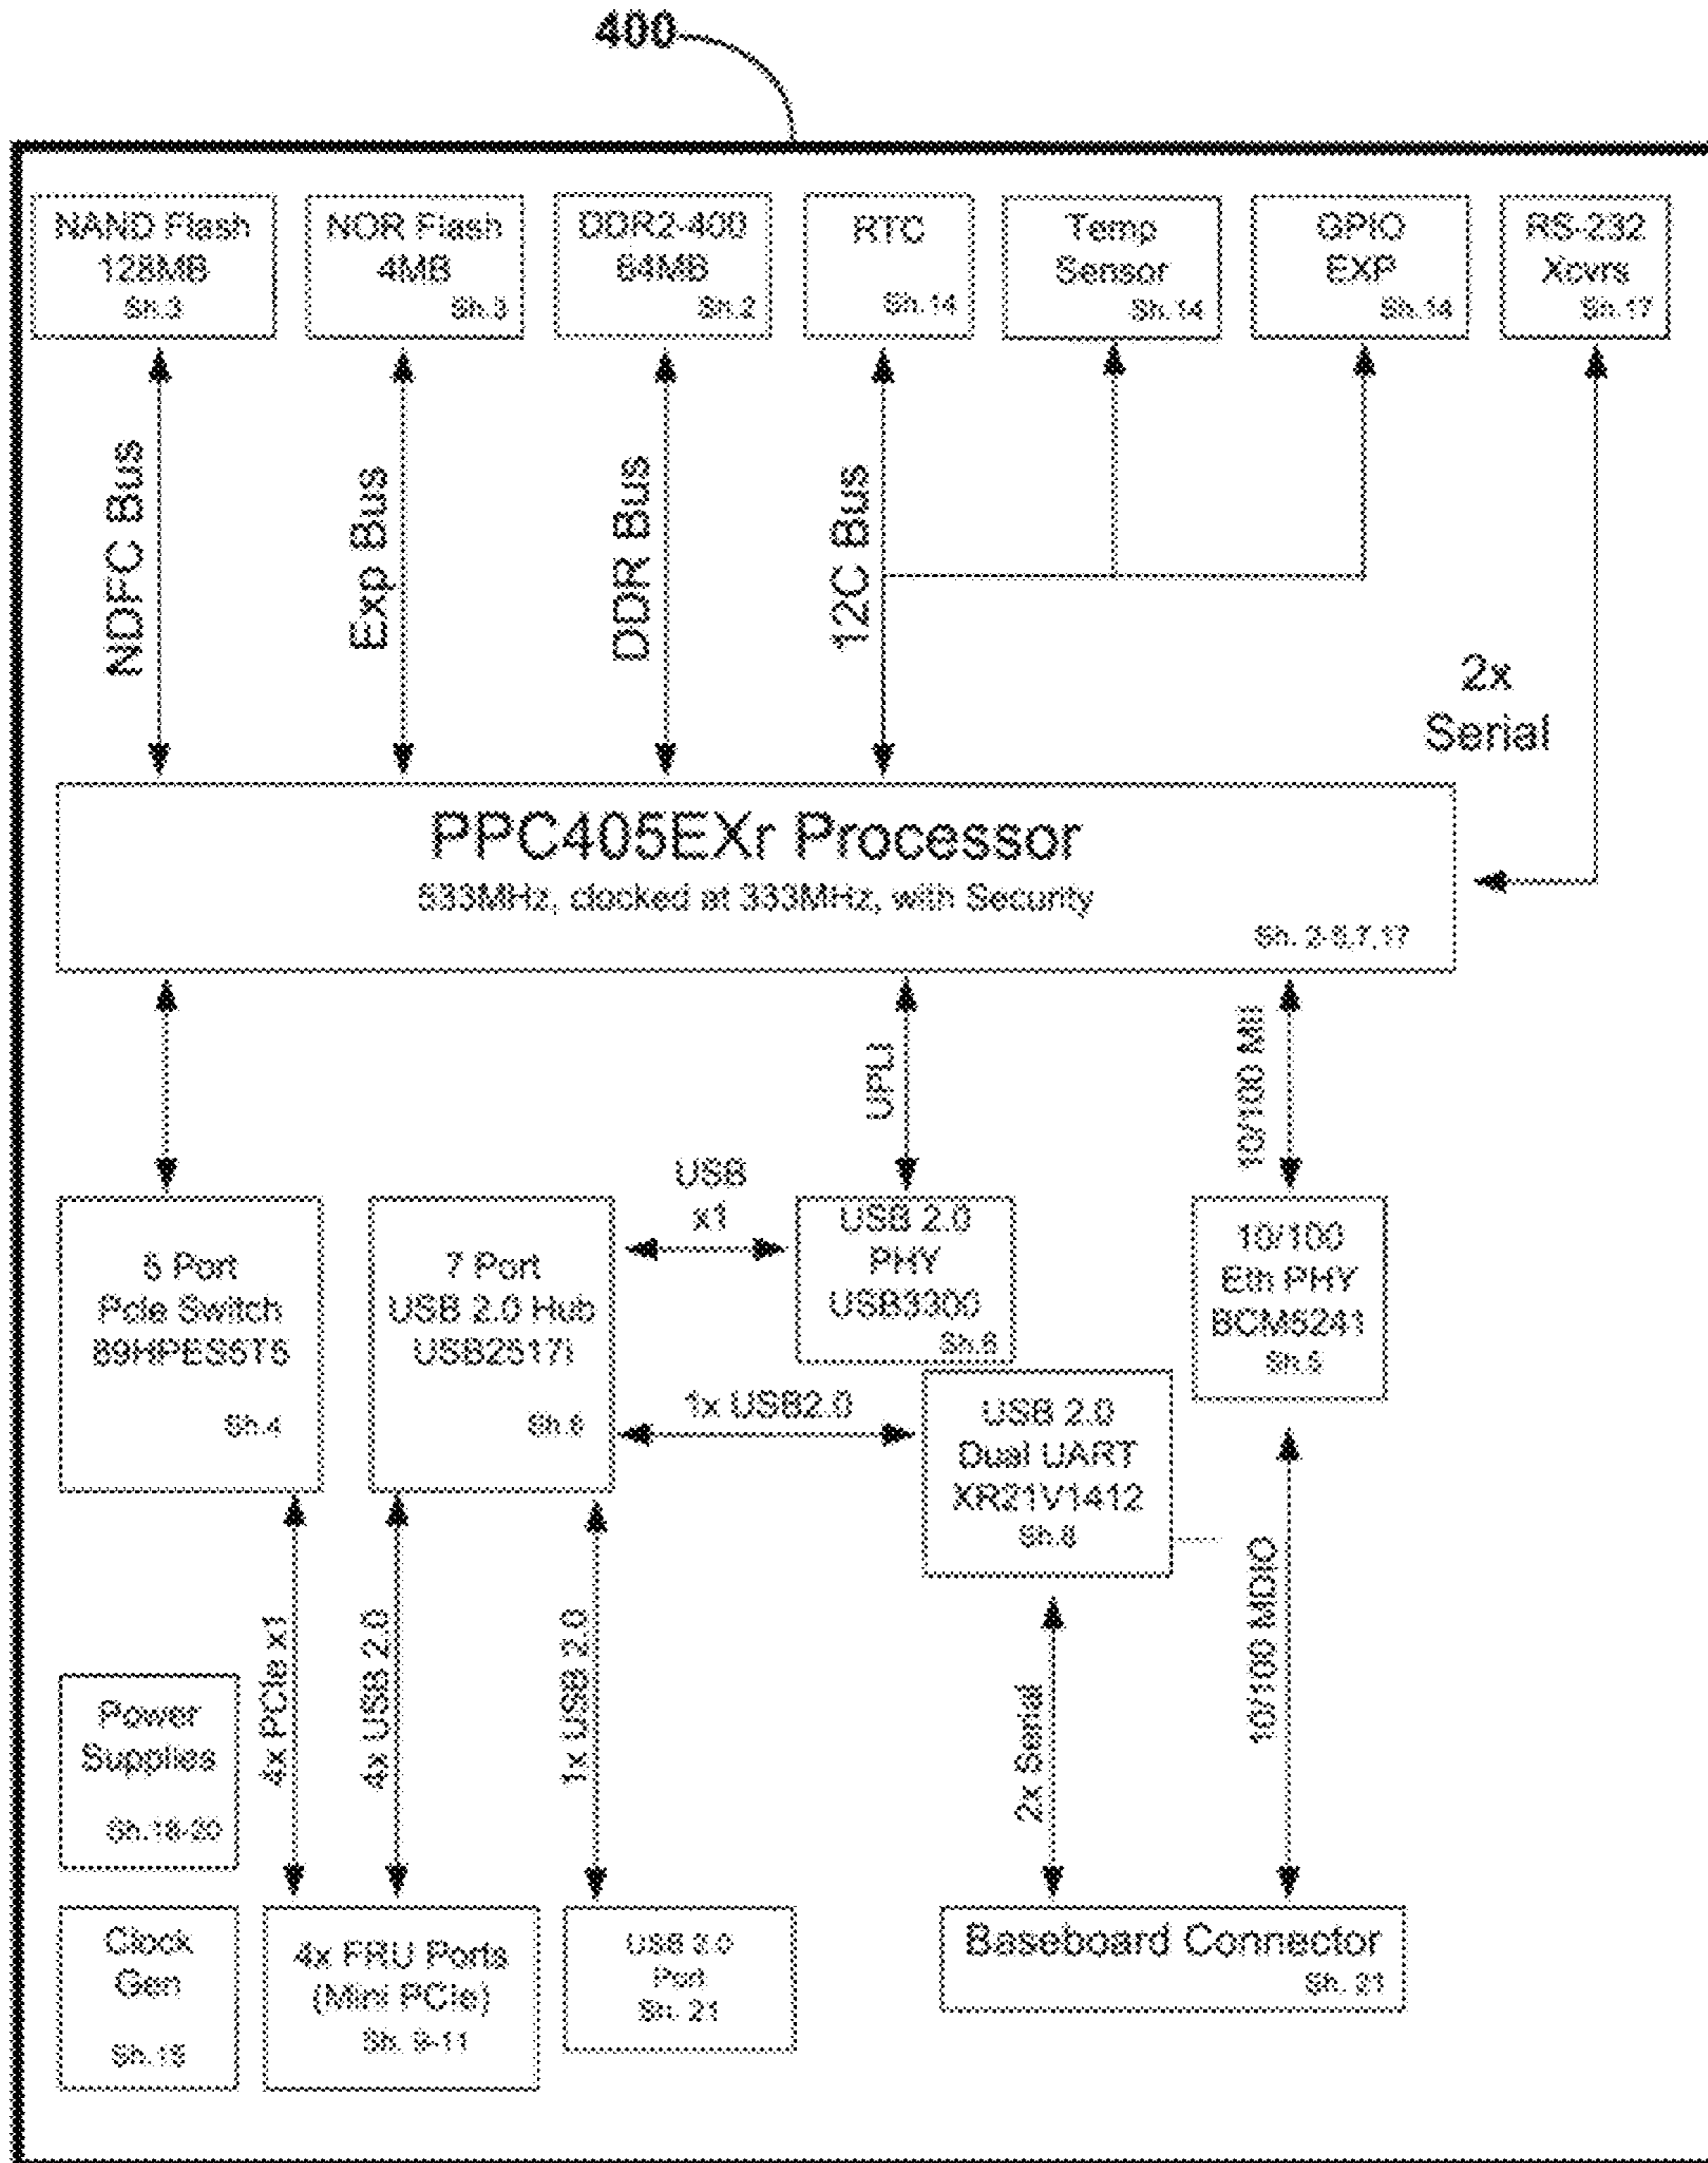 400
NAND Flash
128MB
Sh.3
NOR Flash
4MB
Sh.3
DDR2-400
64MB
Sh.2
RTC
Sh.14
Temp
Sensor
Sh.14
GPIO
EXP
Sh.14
RS-232
Xcvrs
Sh.17
NDFC Bus
Exp Bus
DDR Bus
12C Bus
2x
Serial
PPC405EXr Processor
533MHz, clocked at 333MHz, with Security
Sh. 2-5,7,17
UPLI
10/100 MII
5 Port
Pcie Switch
89HPES5T5
Sh.4
7 Port
USB 2.0 Hub
USB2517i
Sh.6
USB
x1
USB 2.0
PHY
USB3300
Sh.6
10/100
Eth PHY
BCM5241
Sh.5
1x USB2.0
USB 2.0
Dual UART
XR21V1412
Sh.8
4x PCIe x1
4x USB 2.0
1x USB 2.0
2x Serial
10/100 MDIO
Power
Supplies
Sh.18-20
Clock
Gen
Sh.15
4x FRU Ports
(Mini PCIe)
Sh. 9-11
USB 2.0
Port
Sh. 21
Baseboard Connector
Sh. 21